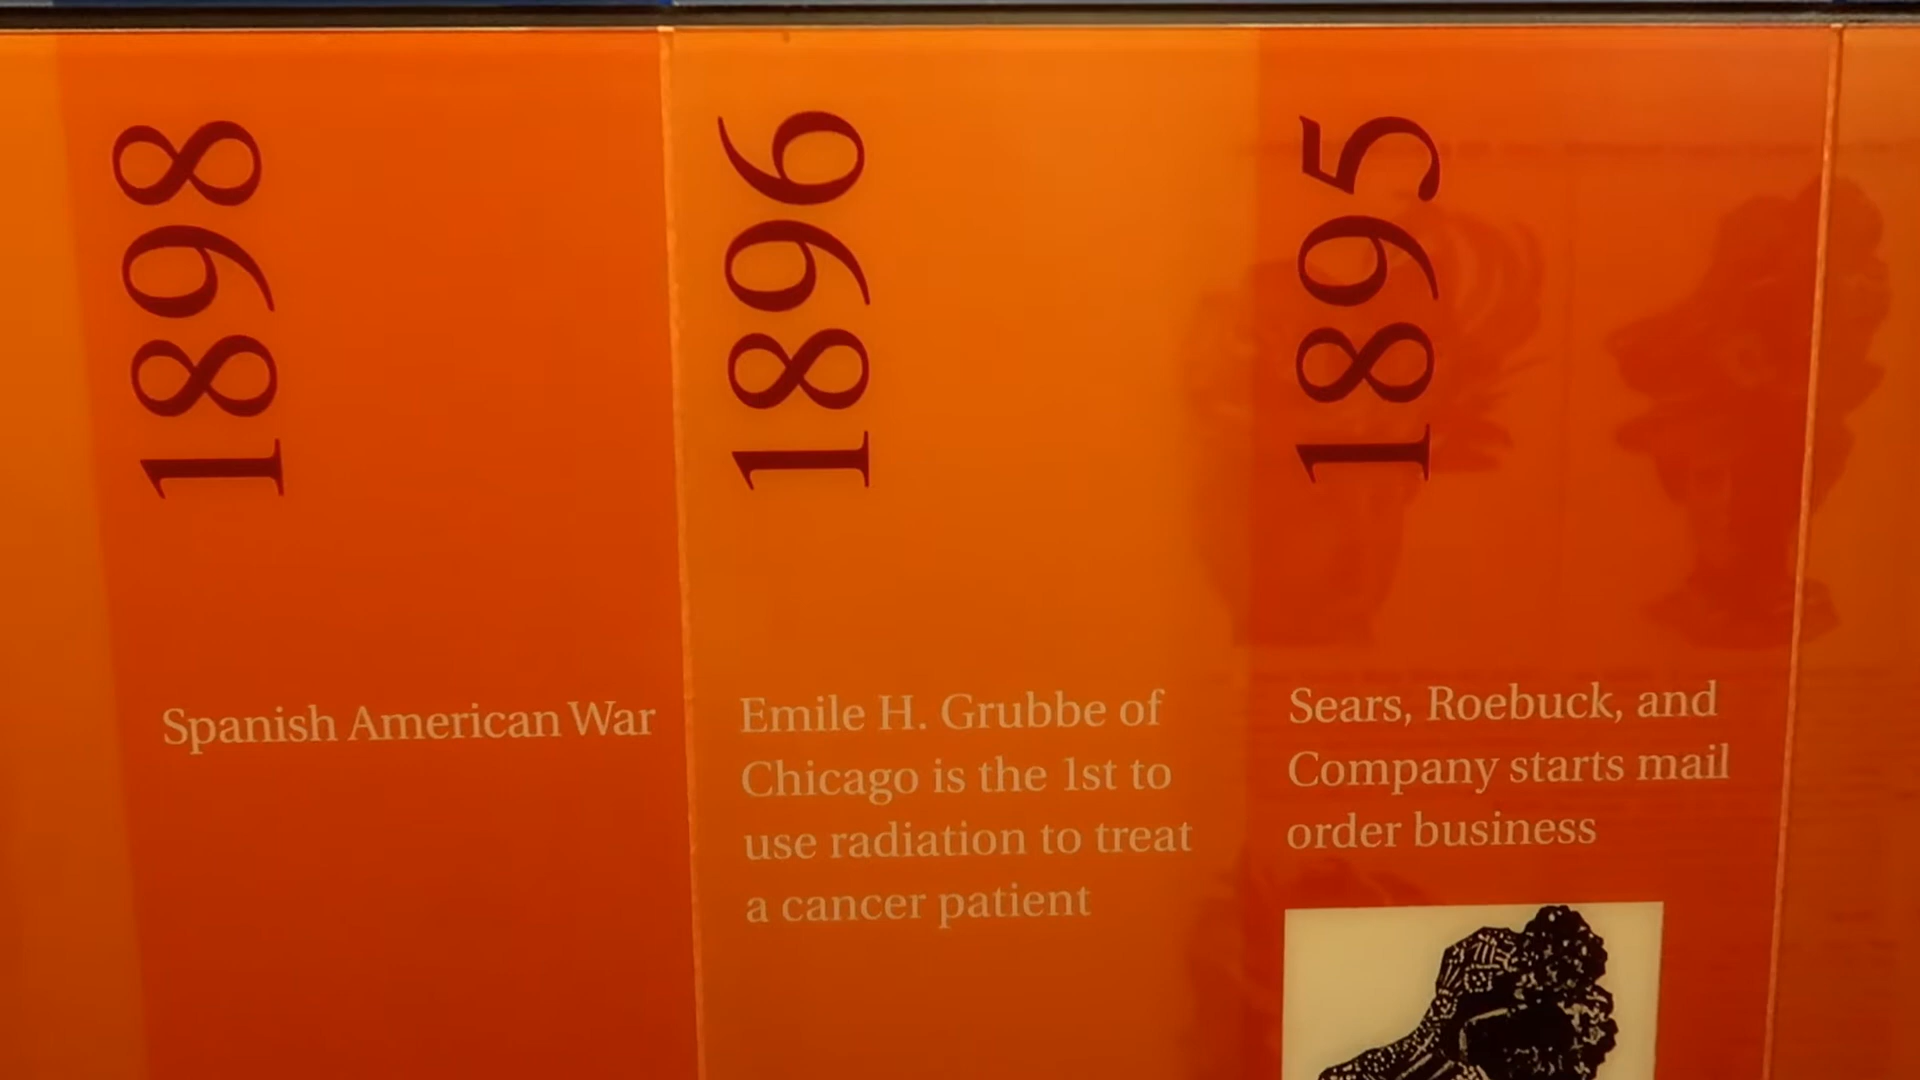 1898
Spanish American War
1896
Emile H. Grubbe of
Chicago is the 1st to
use radiation to treat
a cancer patient
1895
Sears, Roebuck, and
Company starts mail
order business